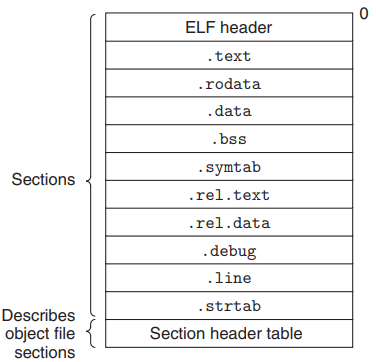 0
ELF header
.text
.rodata
.data
.bss
.symtab
.rel.text
.rel.data
.debug
.line
.strtab
Section header table
Sections
Describes
object file
sections